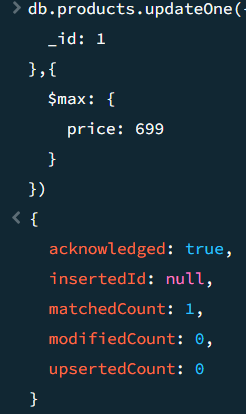 > db.products.updateOne({
_id: 1
},{
$max: {
price: 699
}
})
< {
acknowledged: true,
insertedId: null,
matchedCount: 1,
modifiedCount: 0,
upsertedCount: 0
}